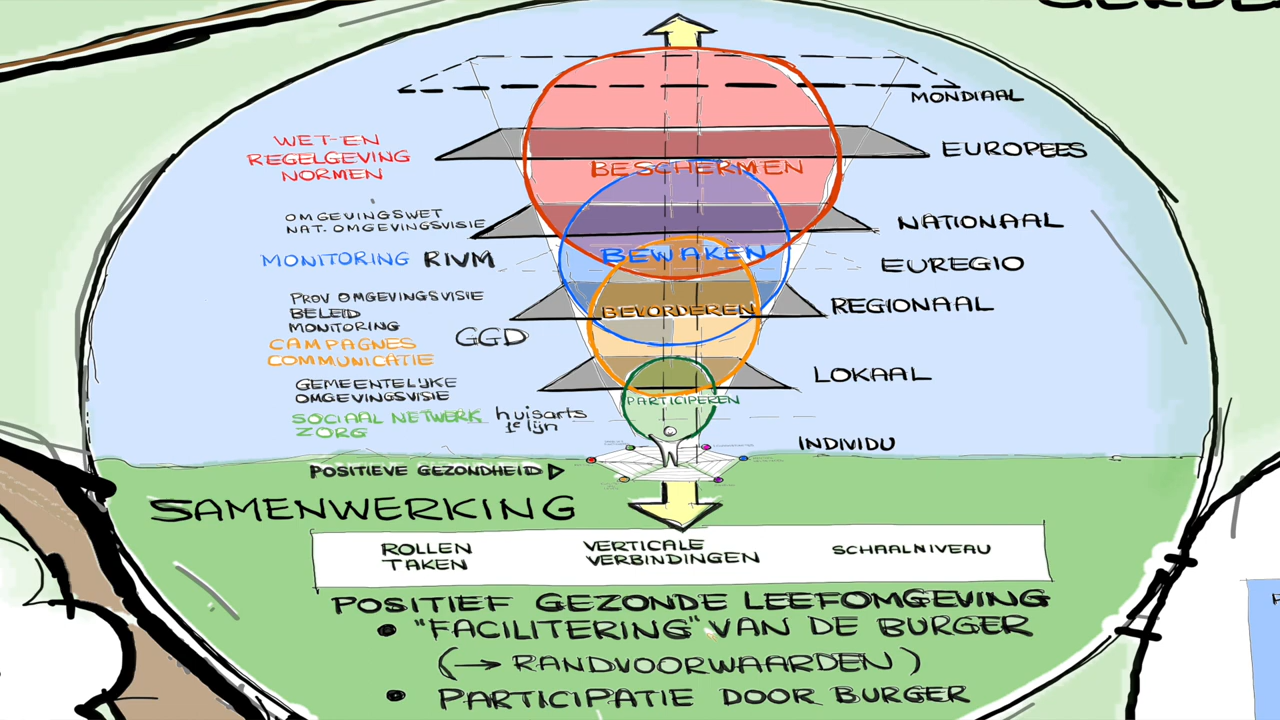 MONDIAAL
WET- EN
REGELGEVING
NORMEN
EUROPEES
BESCHERMEN
OMGEVINGSWET
NAT. OMGEVINGSVISIE
NATIONAAL
MONITORING RIVM
BEWAKEN
EUREGIO
PROV OMGEVINGSVISIE
BELEID
MONITORING
BEVORDEREN
REGIONAAL
CAMPAGNES
COMMUNICATIE
GGD
GEMEENTELIJKE
OMGEVINGSVISIE
LOKAAL
PARTICIPEREN
SOCIAAL NETWERK
ZORG
huisarts
1e lijn
INDIVIDU
POSITIEVE GEZONDHEID
SAMENWERKING
ROLLEN
TAKEN
VERTICALE
VERBINDINGEN
SCHAALNIVEAU
POSITIEF GEZONDE LEEFOMGEVING
• "FACILITERING" VAN DE BURGER
(→ RANDVOORWAARDEN)
• PARTICIPATIE DOOR BURGER